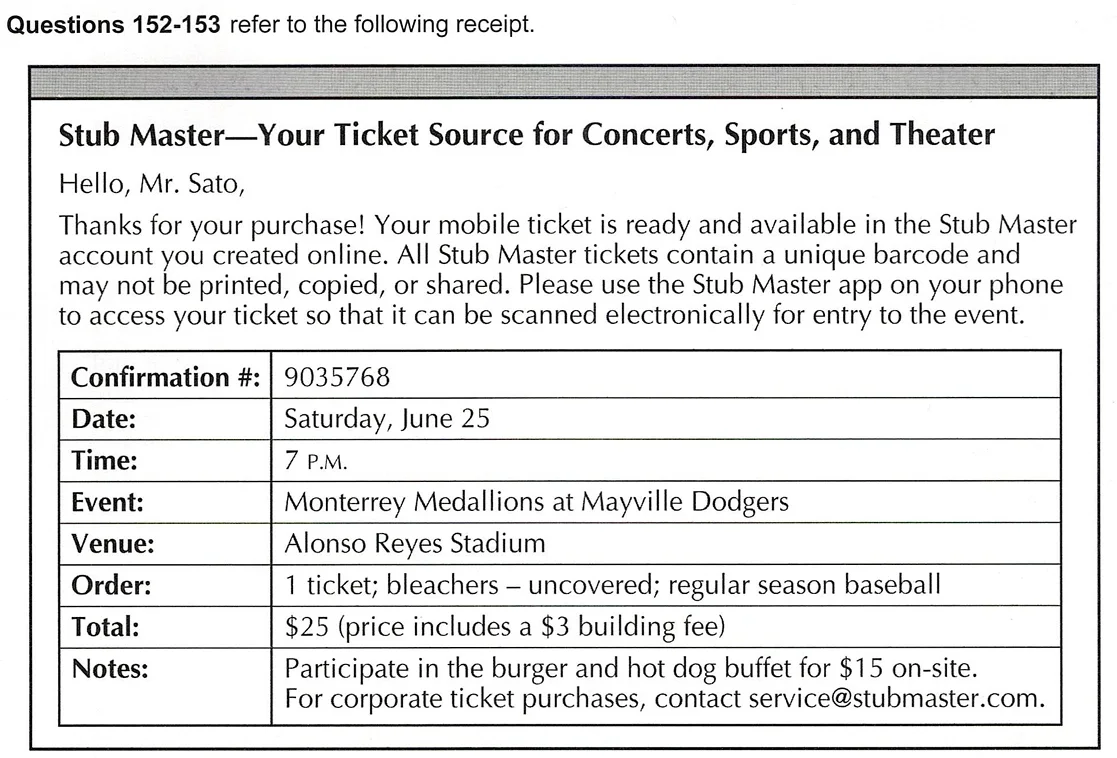 Questions 152-153 refer to the following receipt.
Stub Master—Your Ticket Source for Concerts, Sports, and Theater
Hello, Mr. Sato,
Thanks for your purchase! Your mobile ticket is ready and available in the Stub Master
account you created online. All Stub Master tickets contain a unique barcode and
may not be printed, copied, or shared. Please use the Stub Master app on your phone
to access your ticket so that it can be scanned electronically for entry to the event.
Confirmation #: 9035768
Date: Saturday, June 25
Time: 7 P.M.
Event: Monterrey Medallions at Mayville Dodgers
Venue: Alonso Reyes Stadium
Order: 1 ticket; bleachers – uncovered; regular season baseball
Total: $25 (price includes a $3 building fee)
Notes: Participate in the burger and hot dog buffet for $15 on-site.
For corporate ticket purchases, contact service@stubmaster.com.